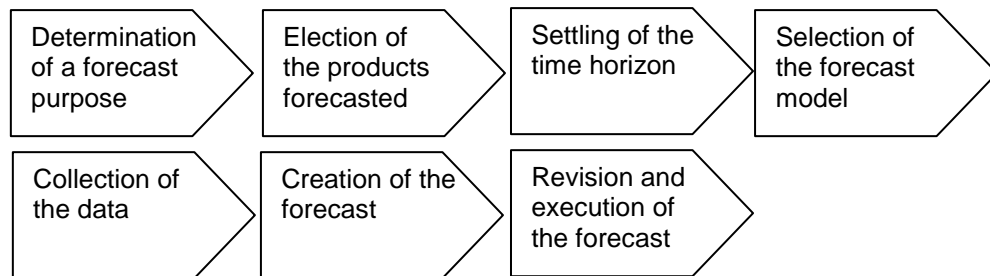 Determination
of a forecast
purpose
Election of
the products
forecasted
Settling of the
time horizon
Selection of
the forecast
model
Collection of
the data
Creation of the
forecast
Revision and
execution of
the forecast